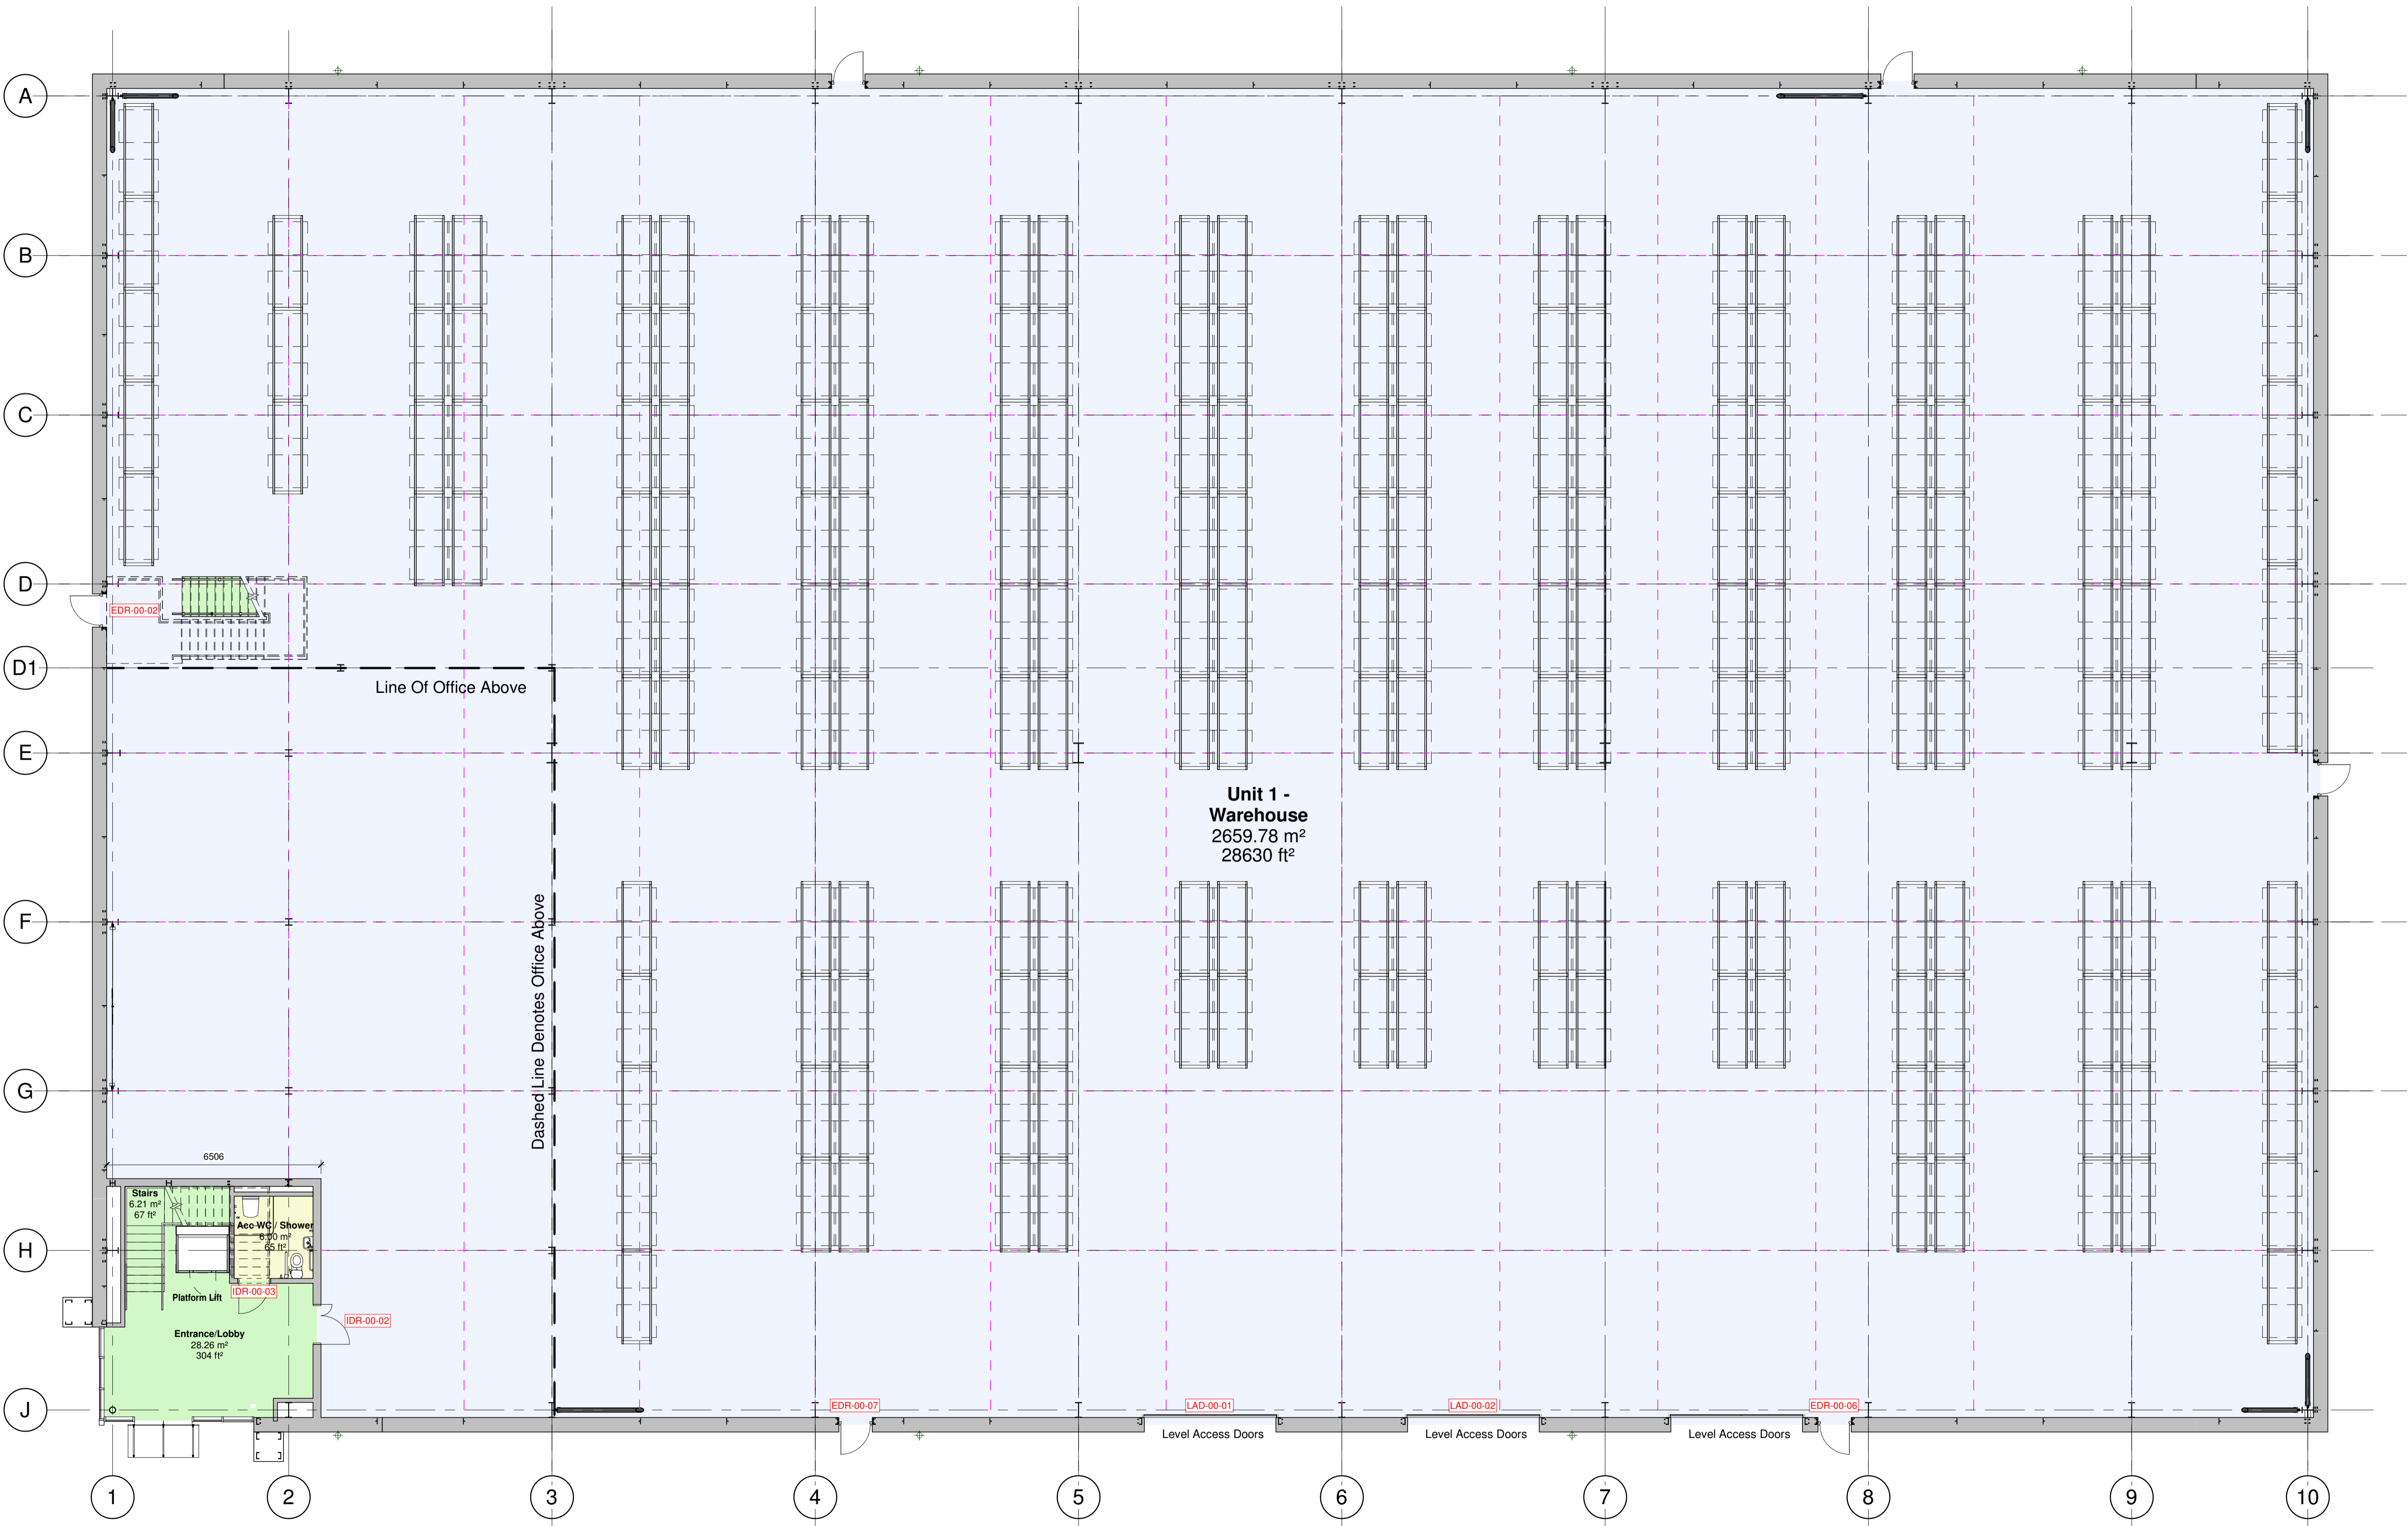 A
B
C
D
EDR-00-02
D1
Line Of Office Above
E
Unit 1 -
Warehouse
2659.78 m²
28630 ft²
F
Dashed Line Denotes Office Above
G
6506
Stairs
6.21 m²
67 ft²
Acc WC / Shower
6.00 m²
65 ft²
H
Platform Lift
IDR-00-03
IDR-00-02
Entrance/Lobby
28.26 m²
304 ft²
J
EDR-00-07
LAD-00-01
LAD-00-02
EDR-00-06
Level Access Doors
Level Access Doors
Level Access Doors
1
2
3
4
5
6
7
8
9
10